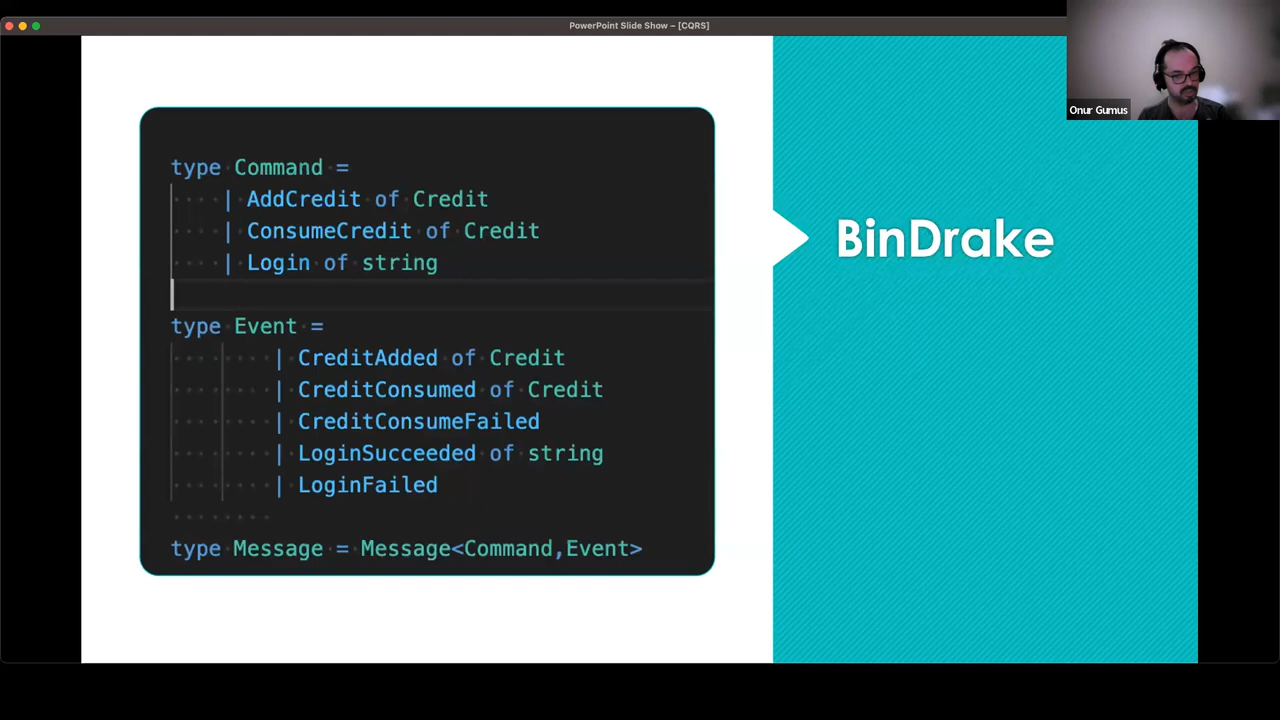 PowerPoint Slide Show – [CQRS]
Onur Gumus
type Command =
| AddCredit of Credit
| ConsumeCredit of Credit
| Login of string
type Event =
| CreditAdded of Credit
| CreditConsumed of Credit
| CreditConsumeFailed
| LoginSucceeded of string
| LoginFailed
type Message = Message<Command,Event>
BinDrake